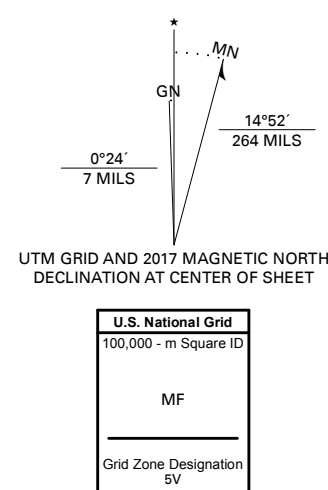 ★
MN
GN
14°52´
264 MILS
0°24´
7 MILS
UTM GRID AND 2017 MAGNETIC NORTH
DECLINATION AT CENTER OF SHEET
U.S. National Grid
100,000 - m Square ID
MF
Grid Zone Designation
5V